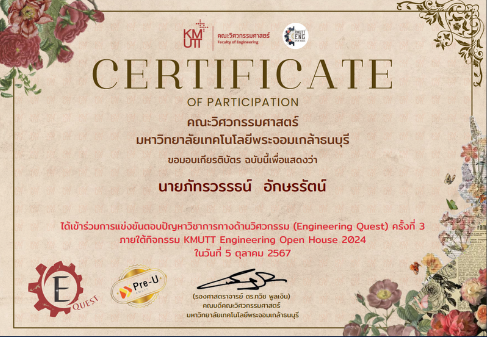 KMUTT
คณะวิศวกรรมศาสตร์
Faculty of Engineering
KMUTT
ENG
CERTIFICATE
OF PARTICIPATION
คณะวิศวกรรมศาสตร์
มหาวิทยาลัยเทคโนโลยีพระจอมเกล้าธนบุรี
ขอมอบเกียรติบัตร ฉบับนี้เพื่อแสดงว่า
นายภัทรวรรธน์ อักษรรัตน์
ได้เข้าร่วมการแข่งขันตอบปัญหาวิชาการทางด้านวิศวกรรม (Engineering Quest) ครั้งที่ 3
ภายใต้กิจกรรม KMUTT Engineering Open House 2024
ในวันที่ 5 ตุลาคม 2567
E QUEST
Pre-U
(รองศาสตราจารย์ ดร.ทวิช พูลเงิน)
คณบดีคณะวิศวกรรมศาสตร์
มหาวิทยาลัยเทคโนโลยีพระจอมเกล้าธนบุรี